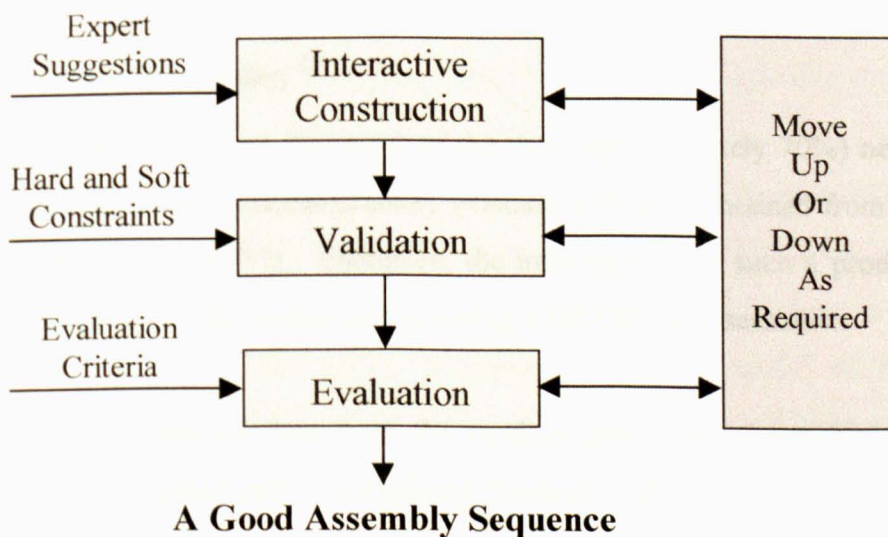 Expert
Suggestions
Interactive
Construction
Hard and Soft
Constraints
Validation
Evaluation
Criteria
Evaluation
Move
Up
Or
Down
As
Required
A Good Assembly Sequence